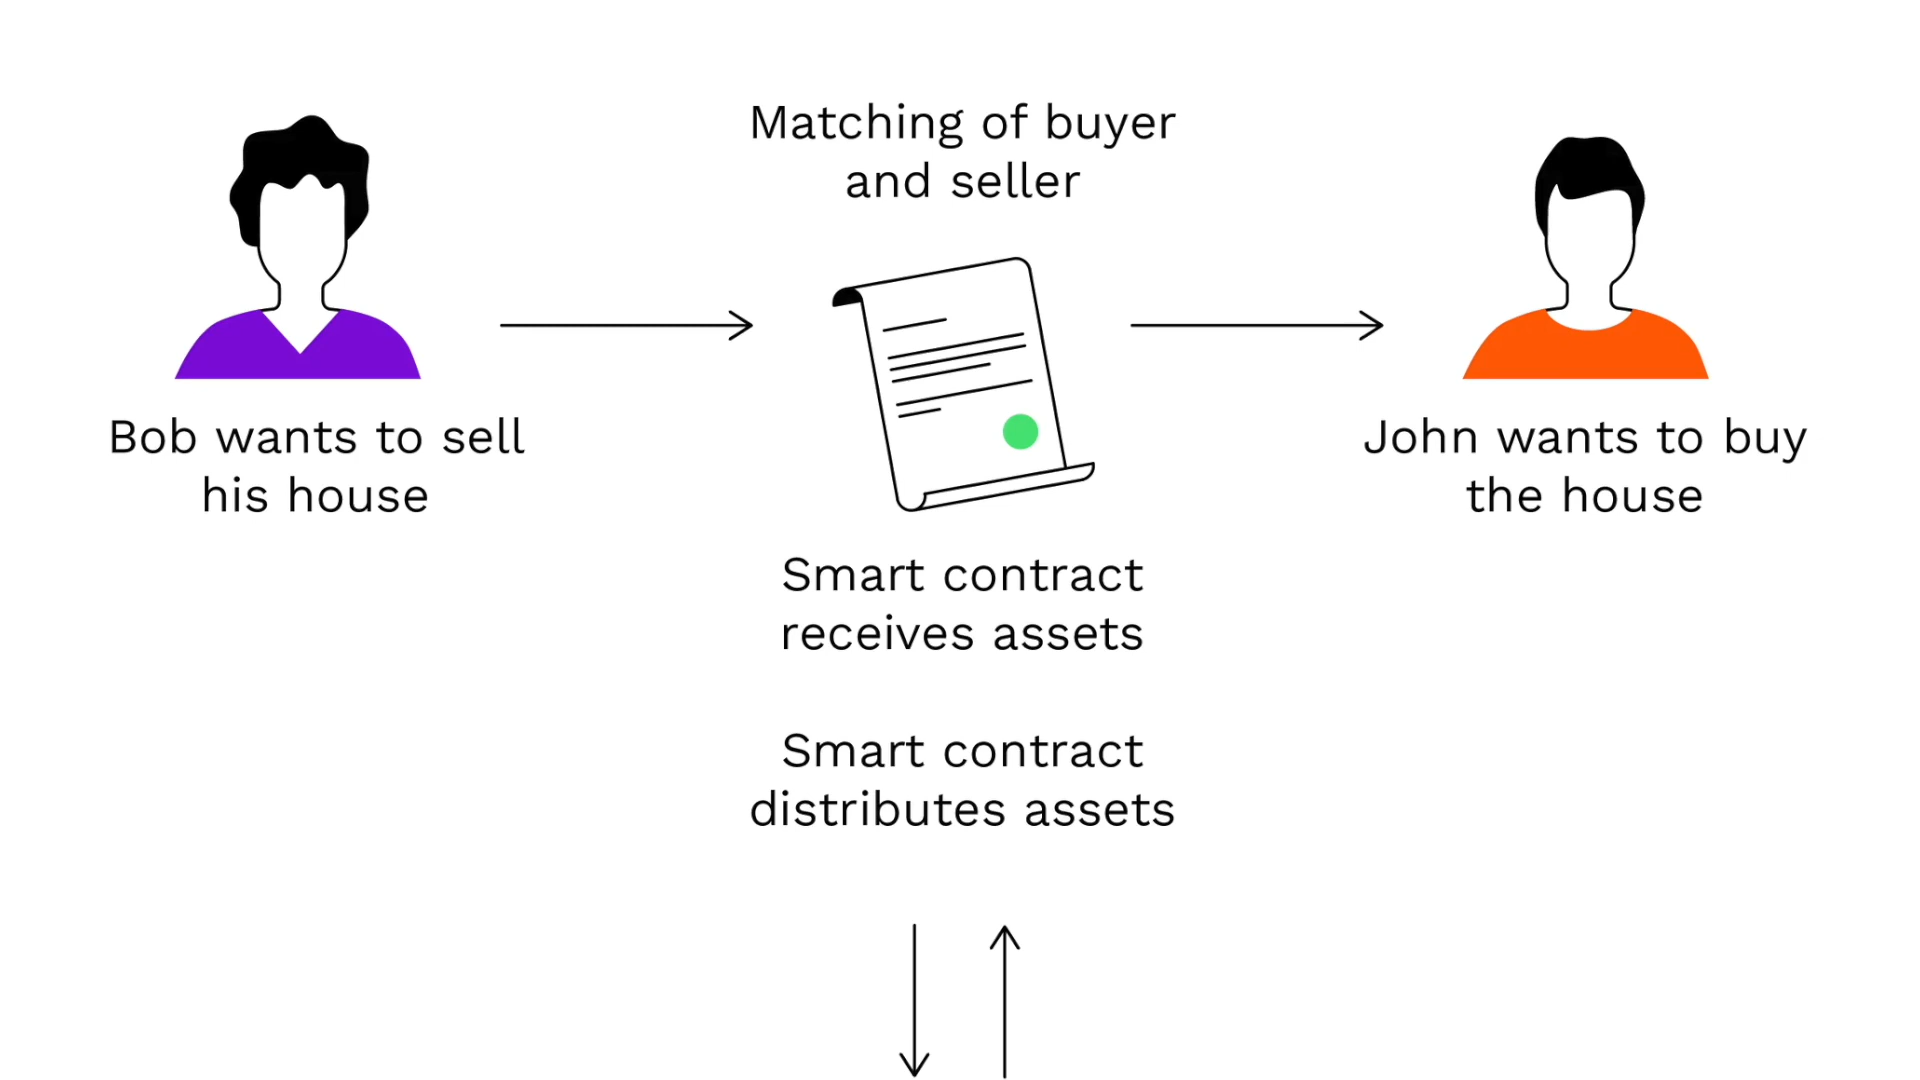 Matching of buyer
and seller
Bob wants to sell
his house
John wants to buy
the house
Smart contract
receives assets
Smart contract
distributes assets